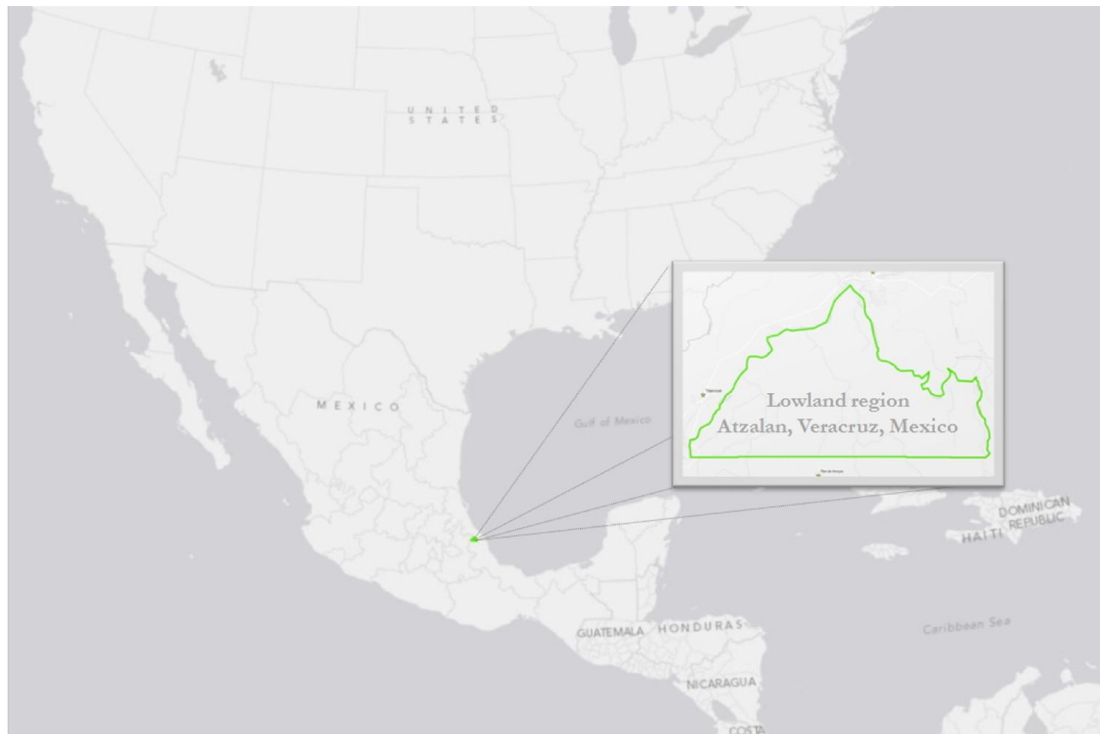 UNITED
STATES
MEXICO
Gulf of Mexico
Lowland region
Atzalan, Veracruz, Mexico
DOMINICAN
REPUBLIC
HAITI
Caribbean Sea
GUATEMALA
HONDURAS
NICARAGUA
COSTA